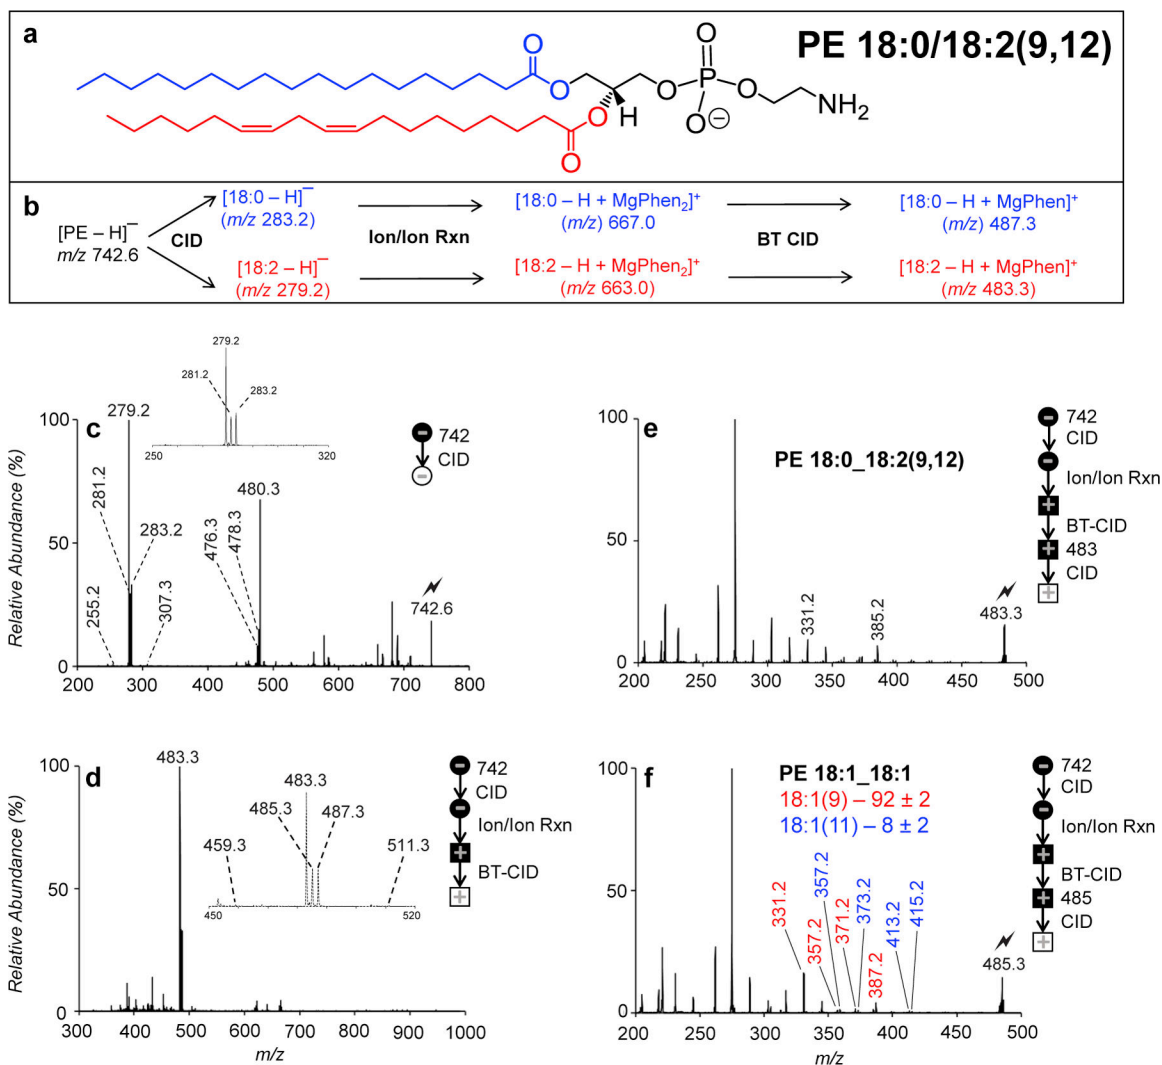 a
PE 18:0/18:2(9,12)
O
O
O
H
O
O
O
P
O
O⊖
NH2
b
[PE – H]¯
m/z 742.6
CID
[18:0 – H]¯
(m/z 283.2)
[18:2 – H]¯
(m/z 279.2)
Ion/Ion Rxn
[18:0 – H + MgPhen2]+
(m/z) 667.0
[18:2 – H + MgPhen2]+
(m/z 663.0)
BT CID
[18:0 – H + MgPhen]+
(m/z) 487.3
[18:2 – H + MgPhen]+
(m/z 483.3)
c
Relative Abundance (%)
100
50
0
200 300 400 500 600 700 800
279.2
281.2
283.2
255.2
307.3
476.3
478.3
480.3
742.6
279.2
281.2
283.2
250
320
742
CID
d
Relative Abundance (%)
100
50
0
300 400 500 600 700 800 900 1000
m/z
483.3
483.3
485.3
487.3
459.3
511.3
450
520
742
CID
Ion/Ion Rxn
BT-CID
e
PE 18:0_18:2(9,12)
100
50
0
200 250 300 350 400 450 500
331.2
385.2
483.3
742
CID
Ion/Ion Rxn
BT-CID
483
CID
f
PE 18:1_18:1
18:1(9) – 92 ± 2
18:1(11) – 8 ± 2
100
50
0
200 250 300 350 400 450 500
m/z
331.2
357.2
357.2
371.2
373.2
387.2
413.2
415.2
485.3
742
CID
Ion/Ion Rxn
BT-CID
485
CID